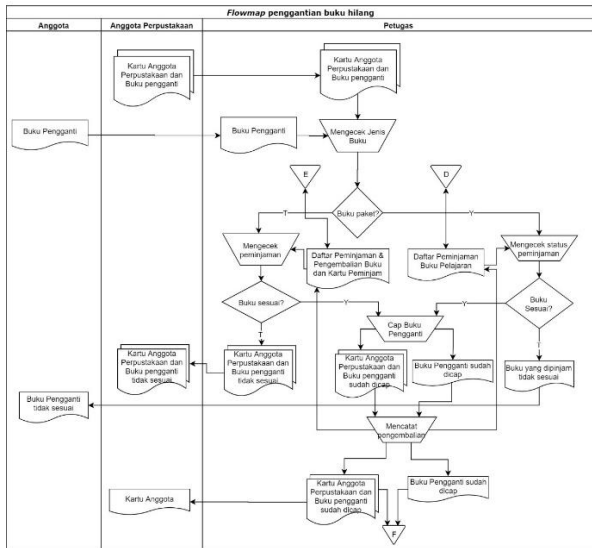 Flowmap penggantian buku hilang
Anggota
Anggota Perpustakaan
Petugas
Kartu Anggota
Perpustakaan dan
Buku pengganti
Kartu Anggota
Perpustakaan dan
Buku pengganti
Buku Pengganti
Buku Pengganti
Mengecek Jenis
Buku
E
D
Buku paket?
T
Y
Mengecek
peminjaman
Daftar Peminjaman &
Pengembalian Buku
dan Kartu Peminjam
Daftar Peminjaman
Buku Pelajaran
Mengecek status
peminjaman
Buku sesuai?
Y
Y
Buku
Sesuai?
Cap Buku
Pengganti
T
T
Kartu Anggota
Perpustakaan dan
Buku pengganti
tidak sesuai
Kartu Anggota
Perpustakaan dan
Buku pengganti
tidak sesuai
Kartu Anggota
Perpustakaan dan
Buku pengganti
sudah dicap
Buku Pengganti sudah
dicap
Buku yang dipinjam
tidak sesuai
Buku Pengganti
tidak sesuai
Mencatat
pengembalian
Kartu Anggota
Kartu Anggota
Perpustakaan dan
Buku pengganti
sudah dicap
Buku Pengganti sudah
dicap
F